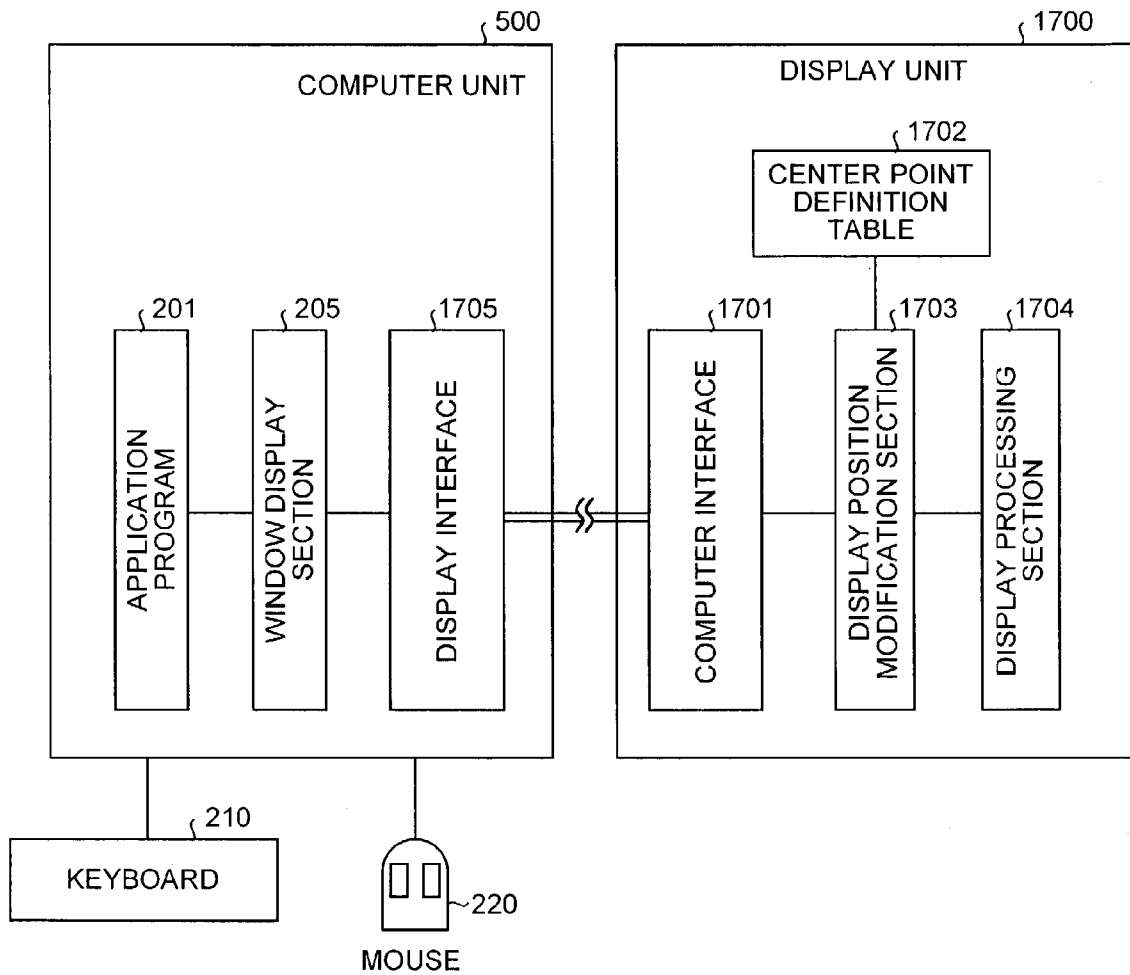 500
COMPUTER UNIT
1700
DISPLAY UNIT
1702
CENTER POINT
DEFINITION
TABLE
201
APPLICATION
PROGRAM
205
WINDOW DISPLAY
SECTION
1705
DISPLAY INTERFACE
1701
COMPUTER INTERFACE
1703
DISPLAY POSITION
MODIFICATION SECTION
1704
DISPLAY PROCESSING
SECTION
210
KEYBOARD
220
MOUSE